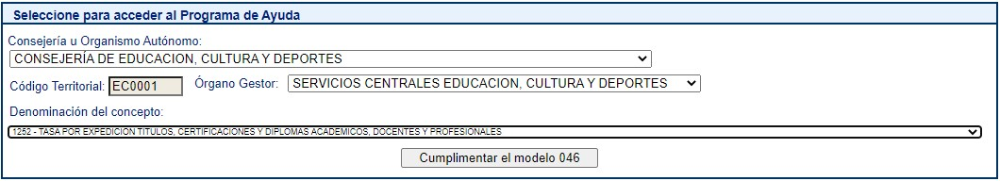 Seleccione para acceder al Programa de Ayuda
Consejería u Organismo Autónomo:
CONSEJERÍA DE EDUCACION, CULTURA Y DEPORTES
Código Territorial: EC0001 Órgano Gestor: SERVICIOS CENTRALES EDUCACION, CULTURA Y DEPORTES
Denominación del concepto:
1252 - TASA POR EXPEDICION TITULOS, CERTIFICACIONES Y DIPLOMAS ACADEMICOS, DOCENTES Y PROFESIONALES
Cumplimentar el modelo 046